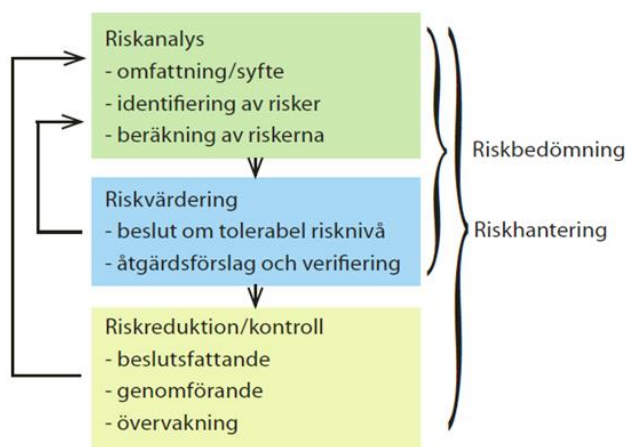 Riskanalys
- omfattning/syfte
- identifiering av risker
- beräkning av riskerna
Riskvärdering
- beslut om tolerabel risknivå
- åtgärdsförslag och verifiering
Riskreduktion/kontroll
- beslutsfattande
- genomförande
- övervakning
Riskbedömning
Riskhantering